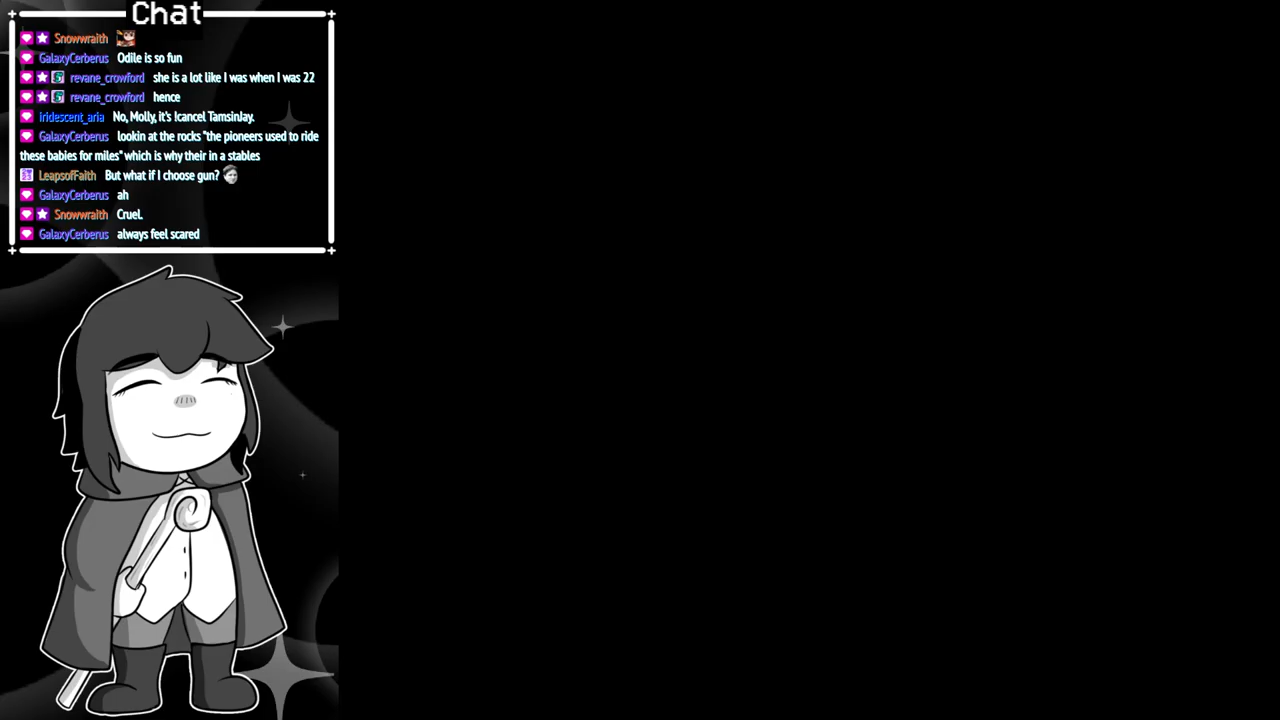 Chat
Snowwraith
GalaxyCerberus Odile is so fun
revane_crowford she is a lot like I was when I was 22
revane_crowford hence
iridescent_aria No, Molly, it's !cancel TamsinJay.
GalaxyCerberus lookin at the rocks "the pioneers used to ride
these babies for miles" which is why their in a stables
LeapsofFaith But what if I choose gun?
GalaxyCerberus ah
Snowwraith Cruel.
GalaxyCerberus always feel scared